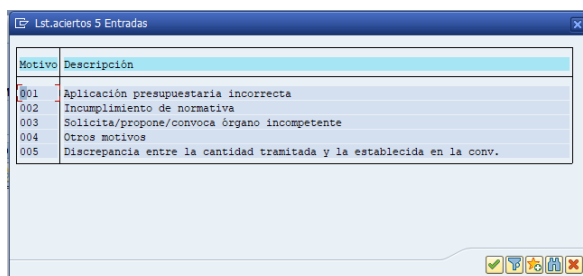 Lst.aciertos 5 Entradas
Motivo Descripción
001 Aplicación presupuestaria incorrecta
002 Incumplimiento de normativa
003 Solicita/propone/convoca órgano incompetente
004 Otros motivos
005 Discrepancia entre la cantidad tramitada y la establecida en la conv.